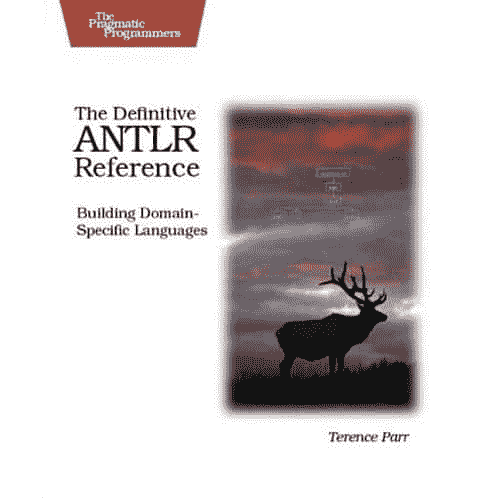 The
Pragmatic
Programmers
The Definitive
ANTLR
Reference
Building Domain-
Specific Languages
Terence Parr